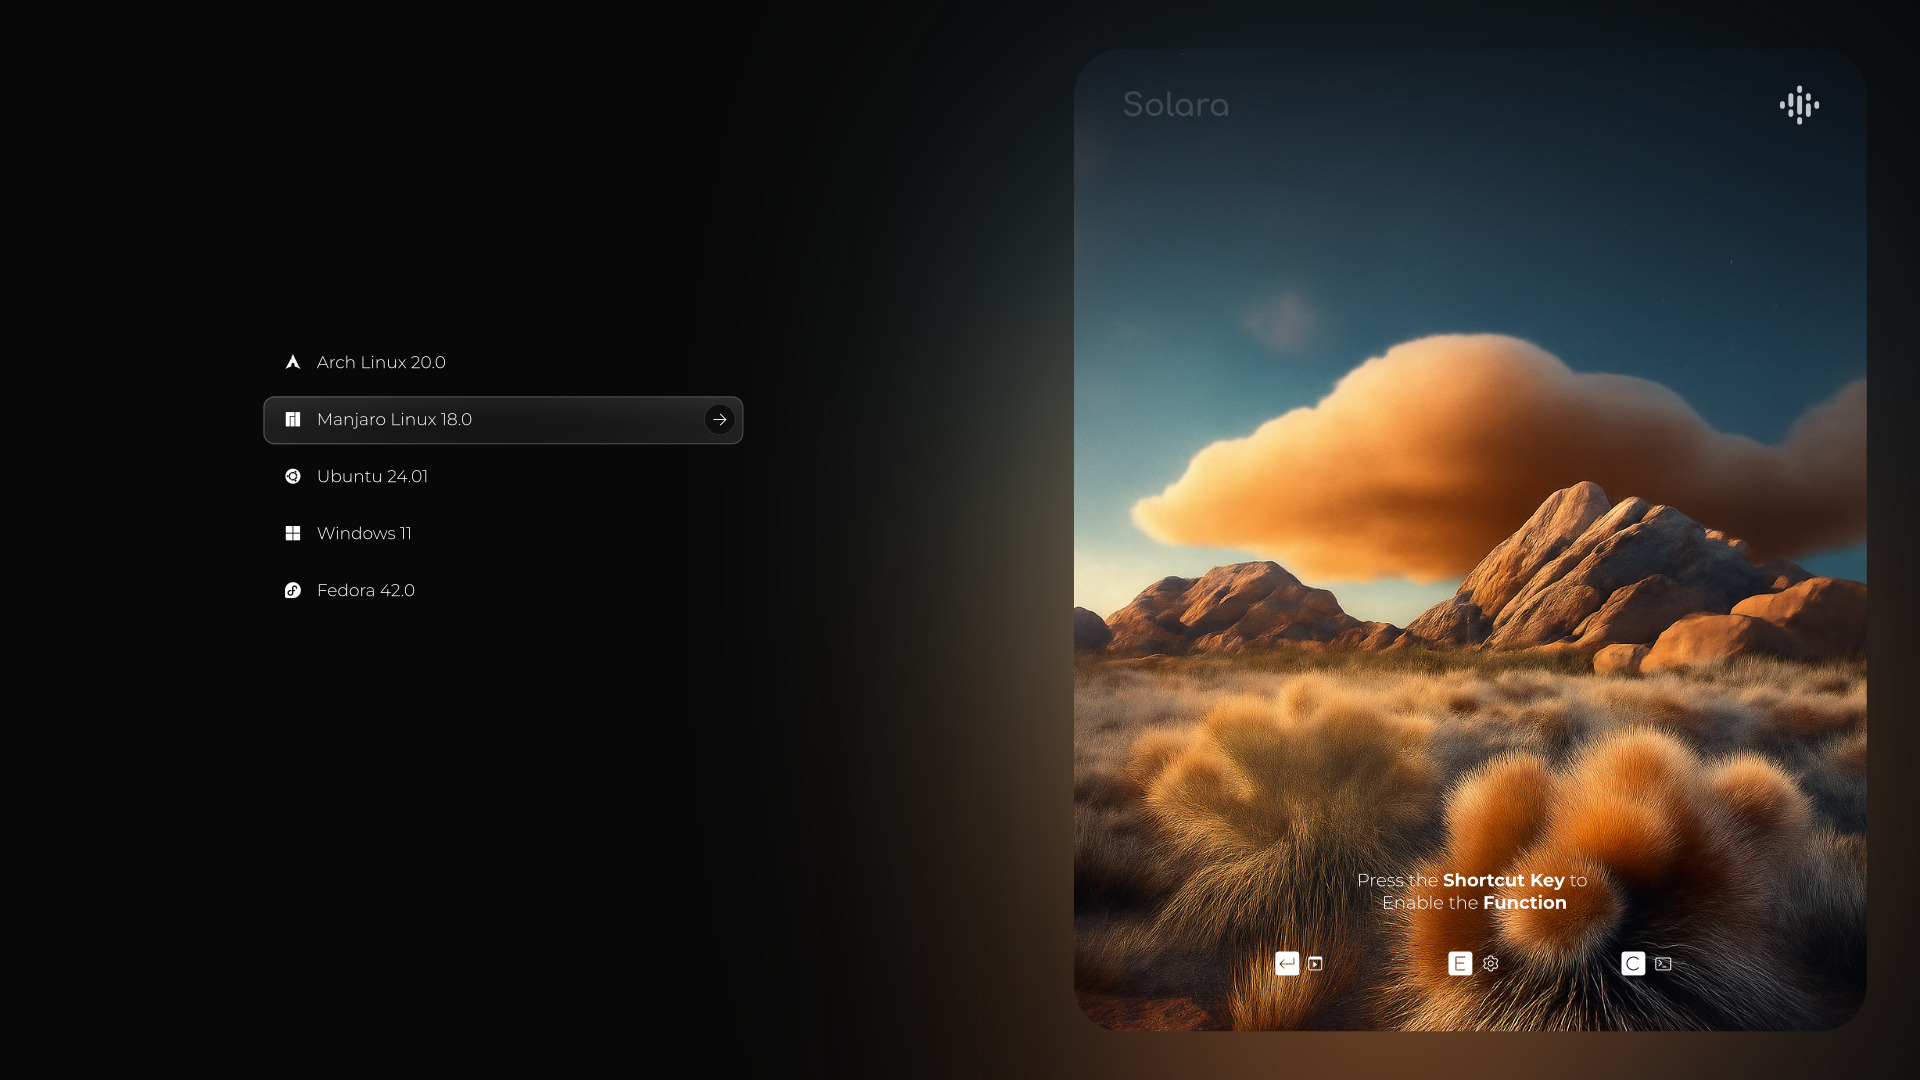 Arch Linux 20.0
Manjaro Linux 18.0
Ubuntu 24.01
Windows 11
Fedora 42.0
Solara
Press the Shortcut Key to
Enable the Function
E
C